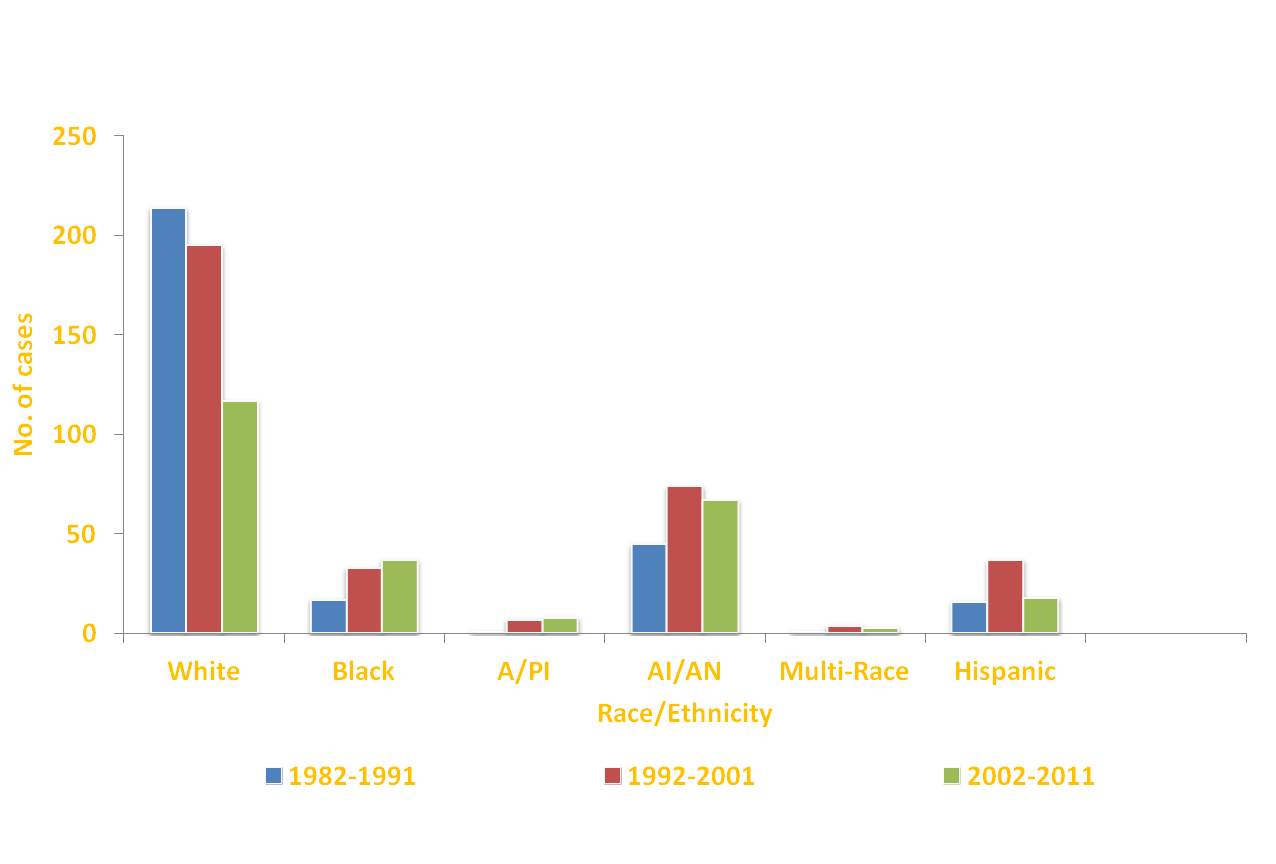 250
200
150
100
50
0
No. of cases
White Black A/PI AI/AN Multi-Race Hispanic
Race/Ethnicity
1982-1991 1992-2001 2002-2011